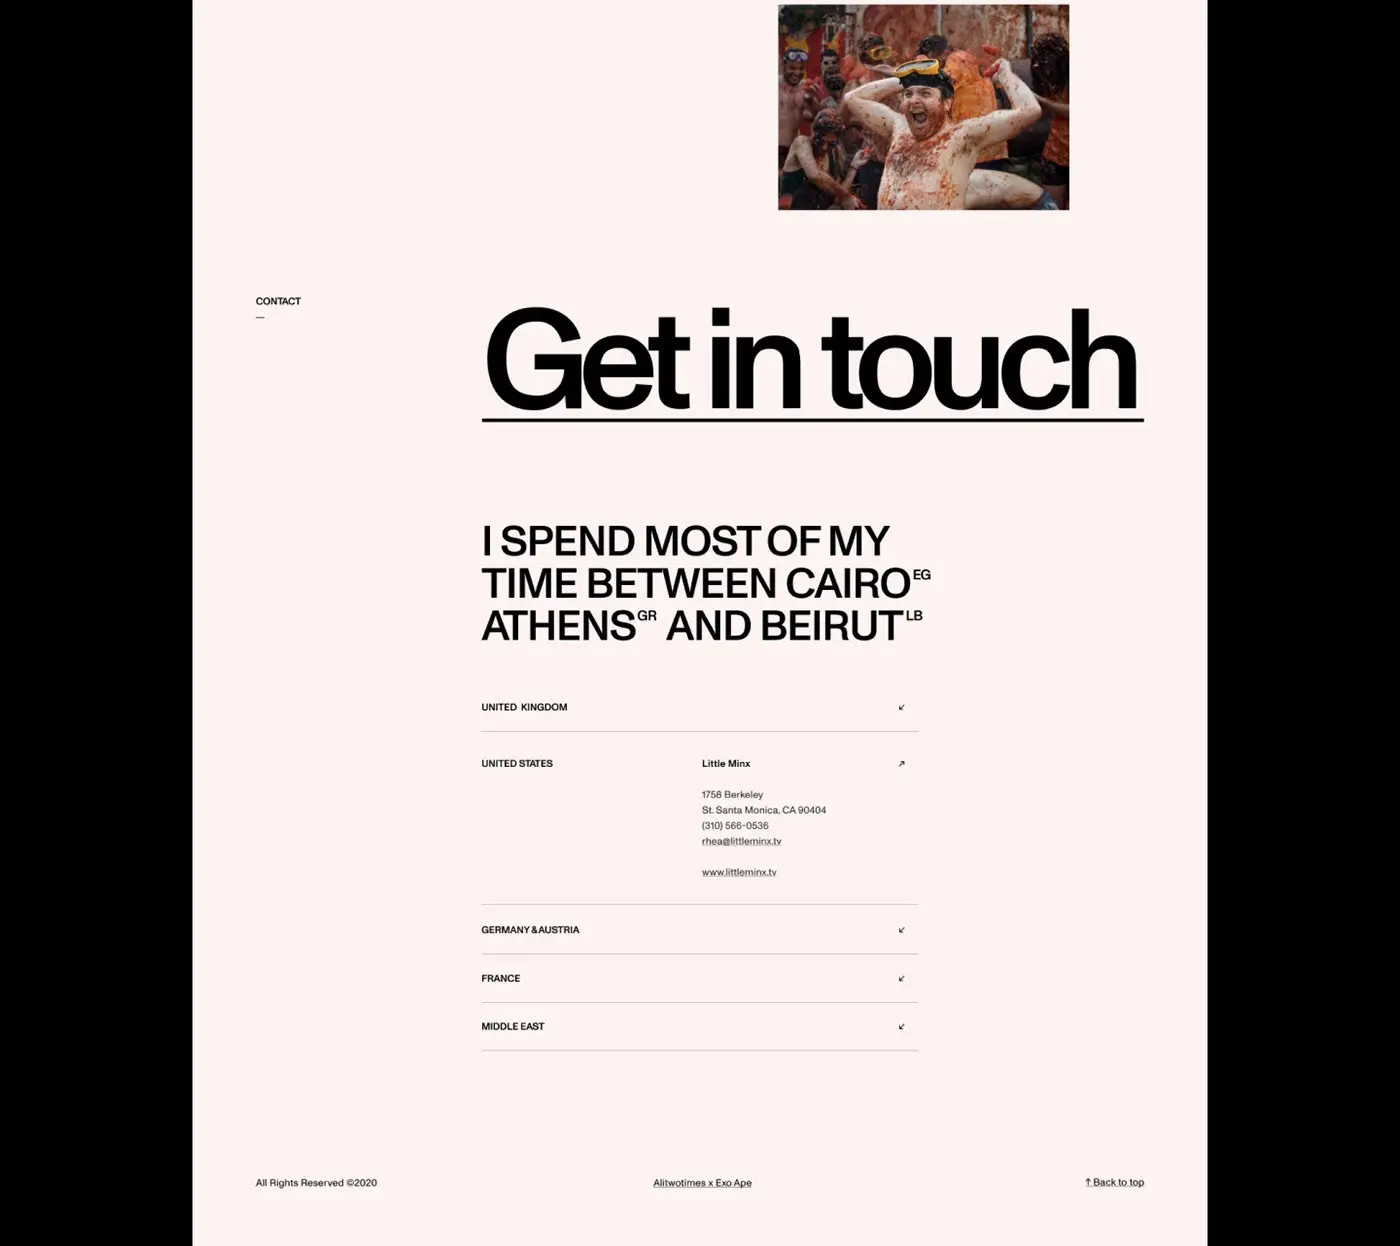 CONTACT
—
Get in touch
I SPEND MOST OF MY
TIME BETWEEN CAIRO EG
ATHENS GR AND BEIRUT LB
UNITED KINGDOM ↙
UNITED STATES
Little Minx ↗
1758 Berkeley
St. Santa Monica, CA 90404
(310) 566-0536
rhea@littleminx.tv
www.littleminx.tv
GERMANY & AUSTRIA ↙
FRANCE ↙
MIDDLE EAST ↙
All Rights Reserved ©2020
Alitwotimes x Exo Ape
↑ Back to top